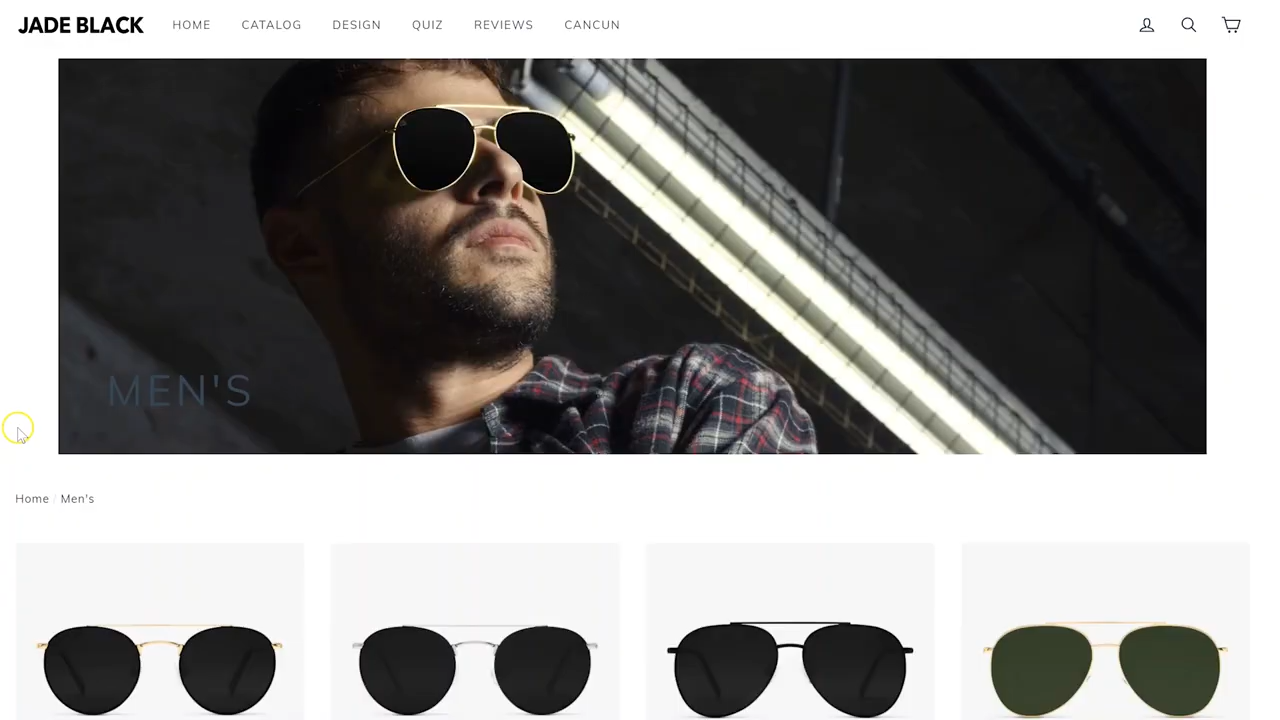 JADE BLACK HOME CATALOG DESIGN QUIZ REVIEWS CANCUN
MEN'S
Home / Men's